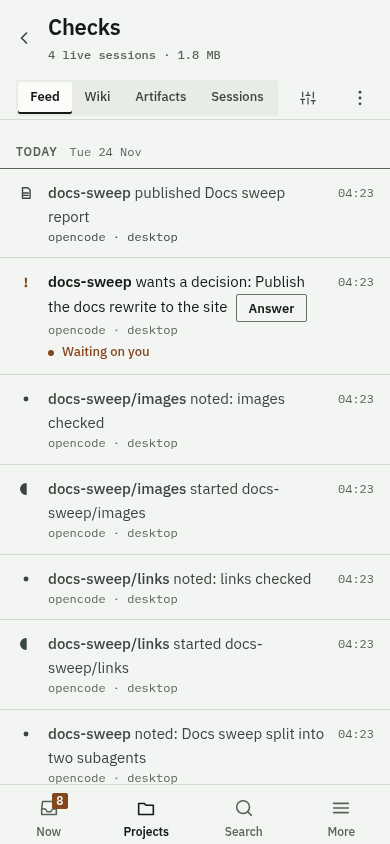 Checks
4 live sessions · 1.8 MB
Feed Wiki Artifacts Sessions
TODAY Tue 24 Nov
docs-sweep published Docs sweep 04:23
report
opencode · desktop
! docs-sweep wants a decision: Publish 04:23
the docs rewrite to the site Answer
opencode · desktop
Waiting on you
docs-sweep/images noted: images 04:23
checked
opencode · desktop
docs-sweep/images started docs- 04:23
sweep/images
opencode · desktop
docs-sweep/links noted: links checked 04:23
opencode · desktop
docs-sweep/links started docs- 04:23
sweep/links
opencode · desktop
docs-sweep noted: Docs sweep split into 04:23
two subagents
opencode · desktop
8
Now Projects Search More